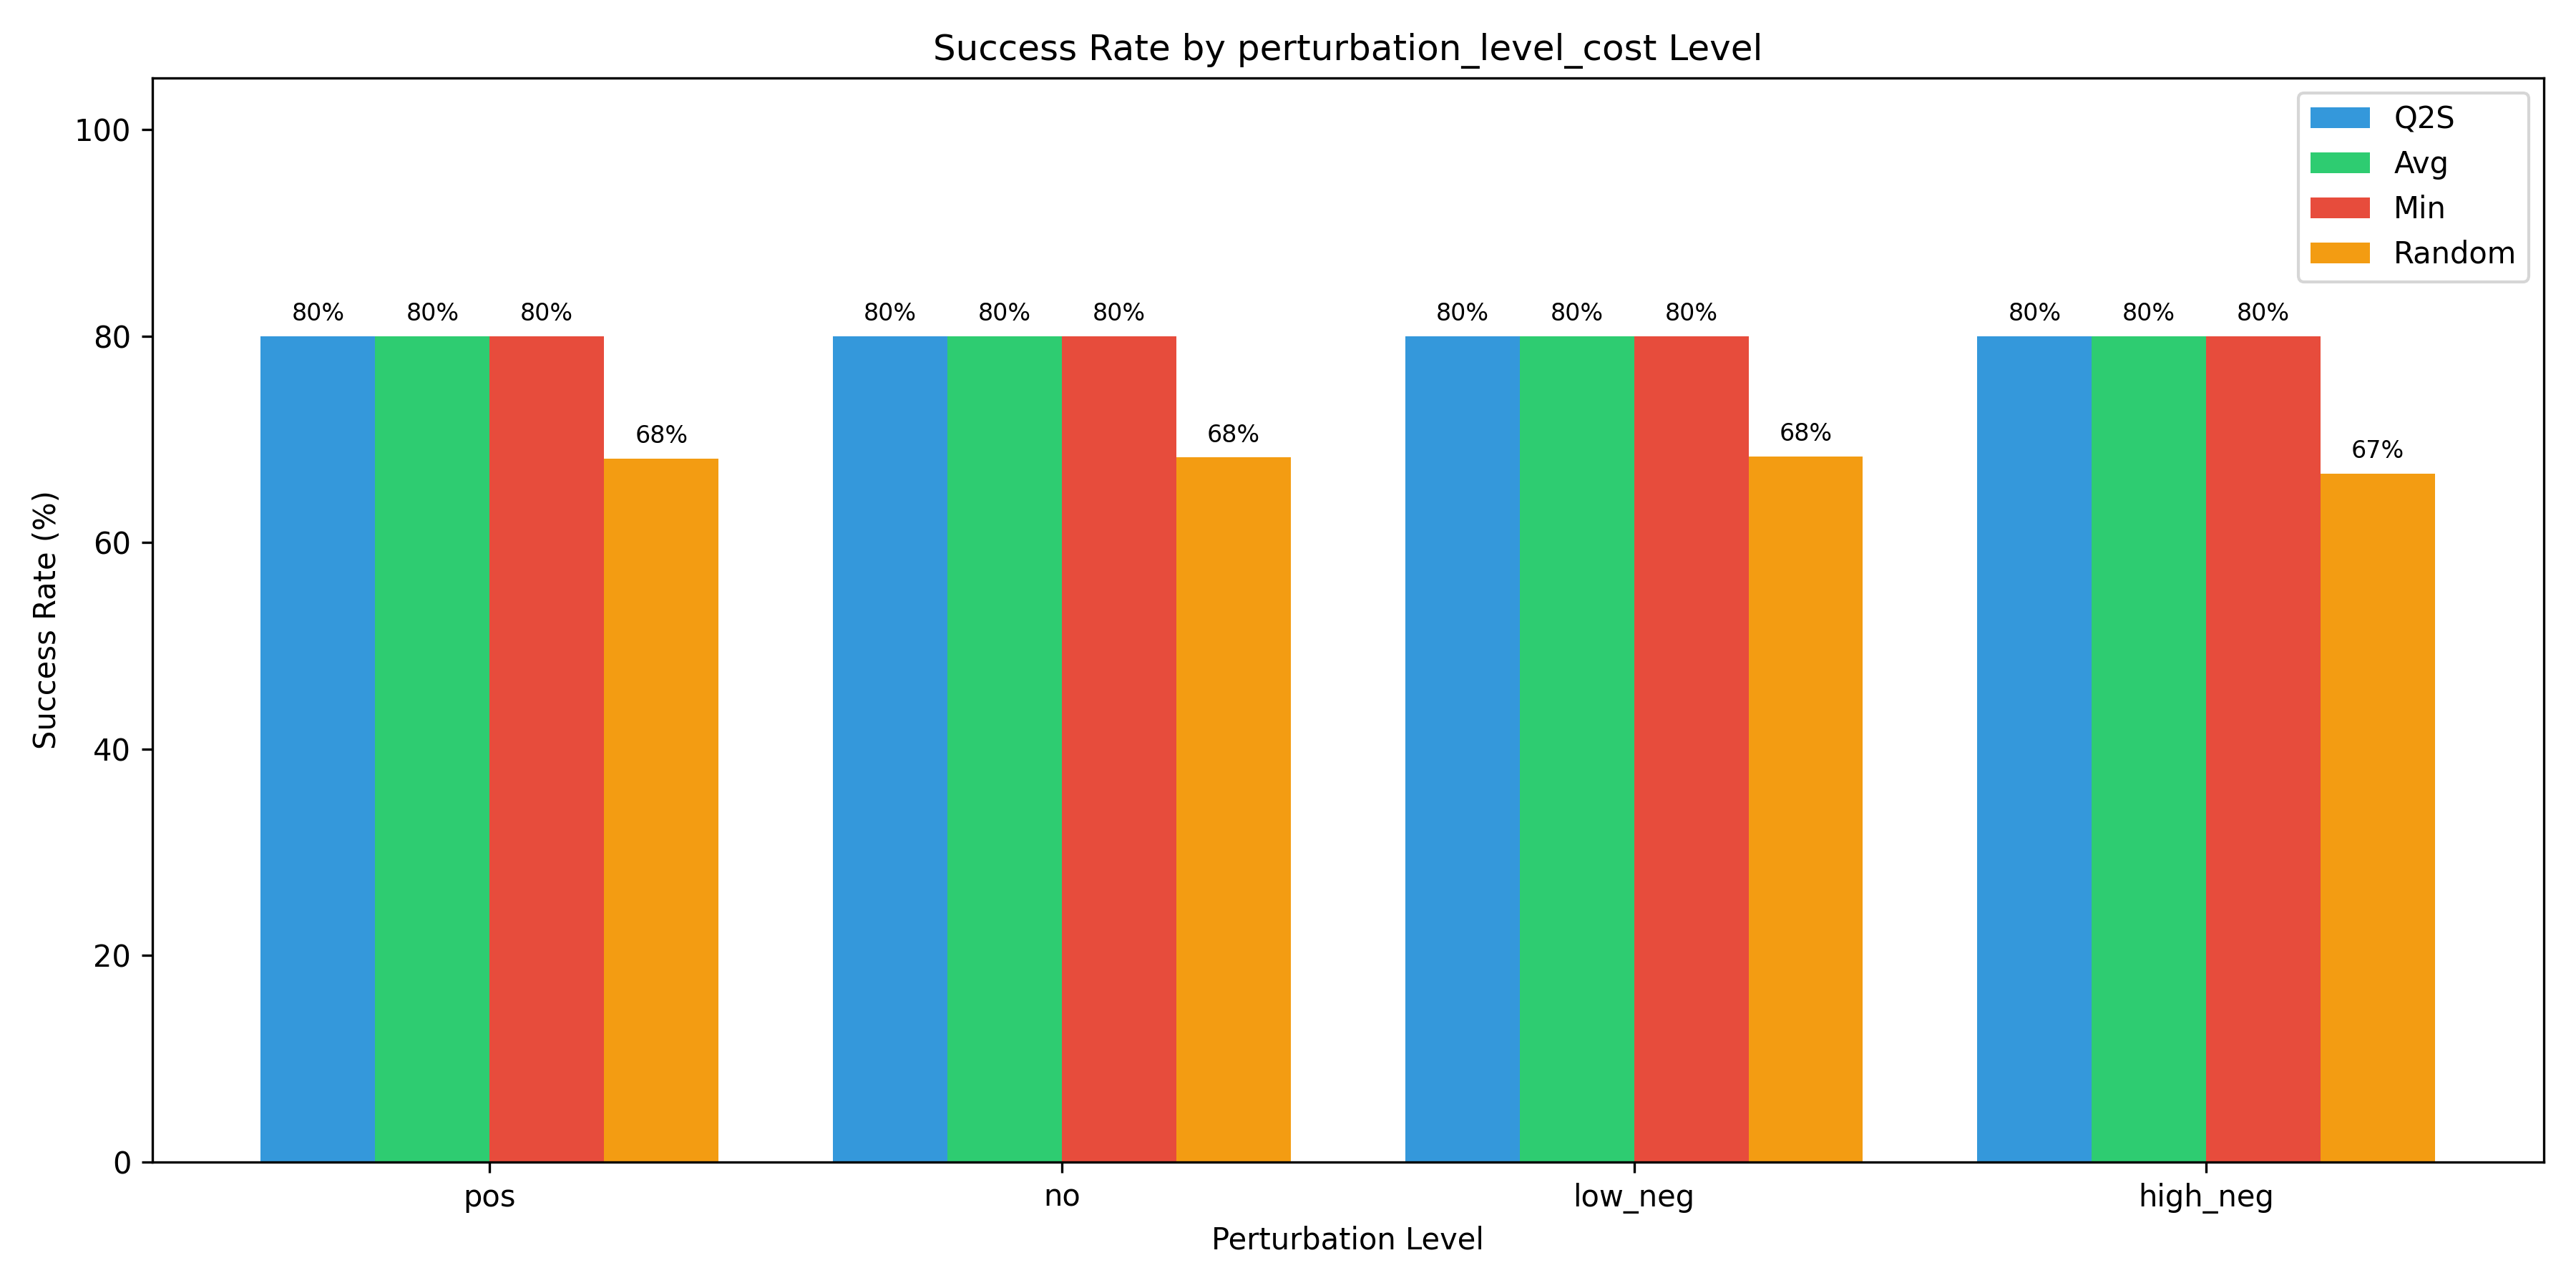 Success Rate by perturbation_level_cost Level
Success Rate (%)
100
80
60
40
20
0
Q2S
Avg
Min
Random
80% 80% 80% 68%
80% 80% 80% 68%
80% 80% 80% 68%
80% 80% 80% 67%
pos no low_neg high_neg
Perturbation Level